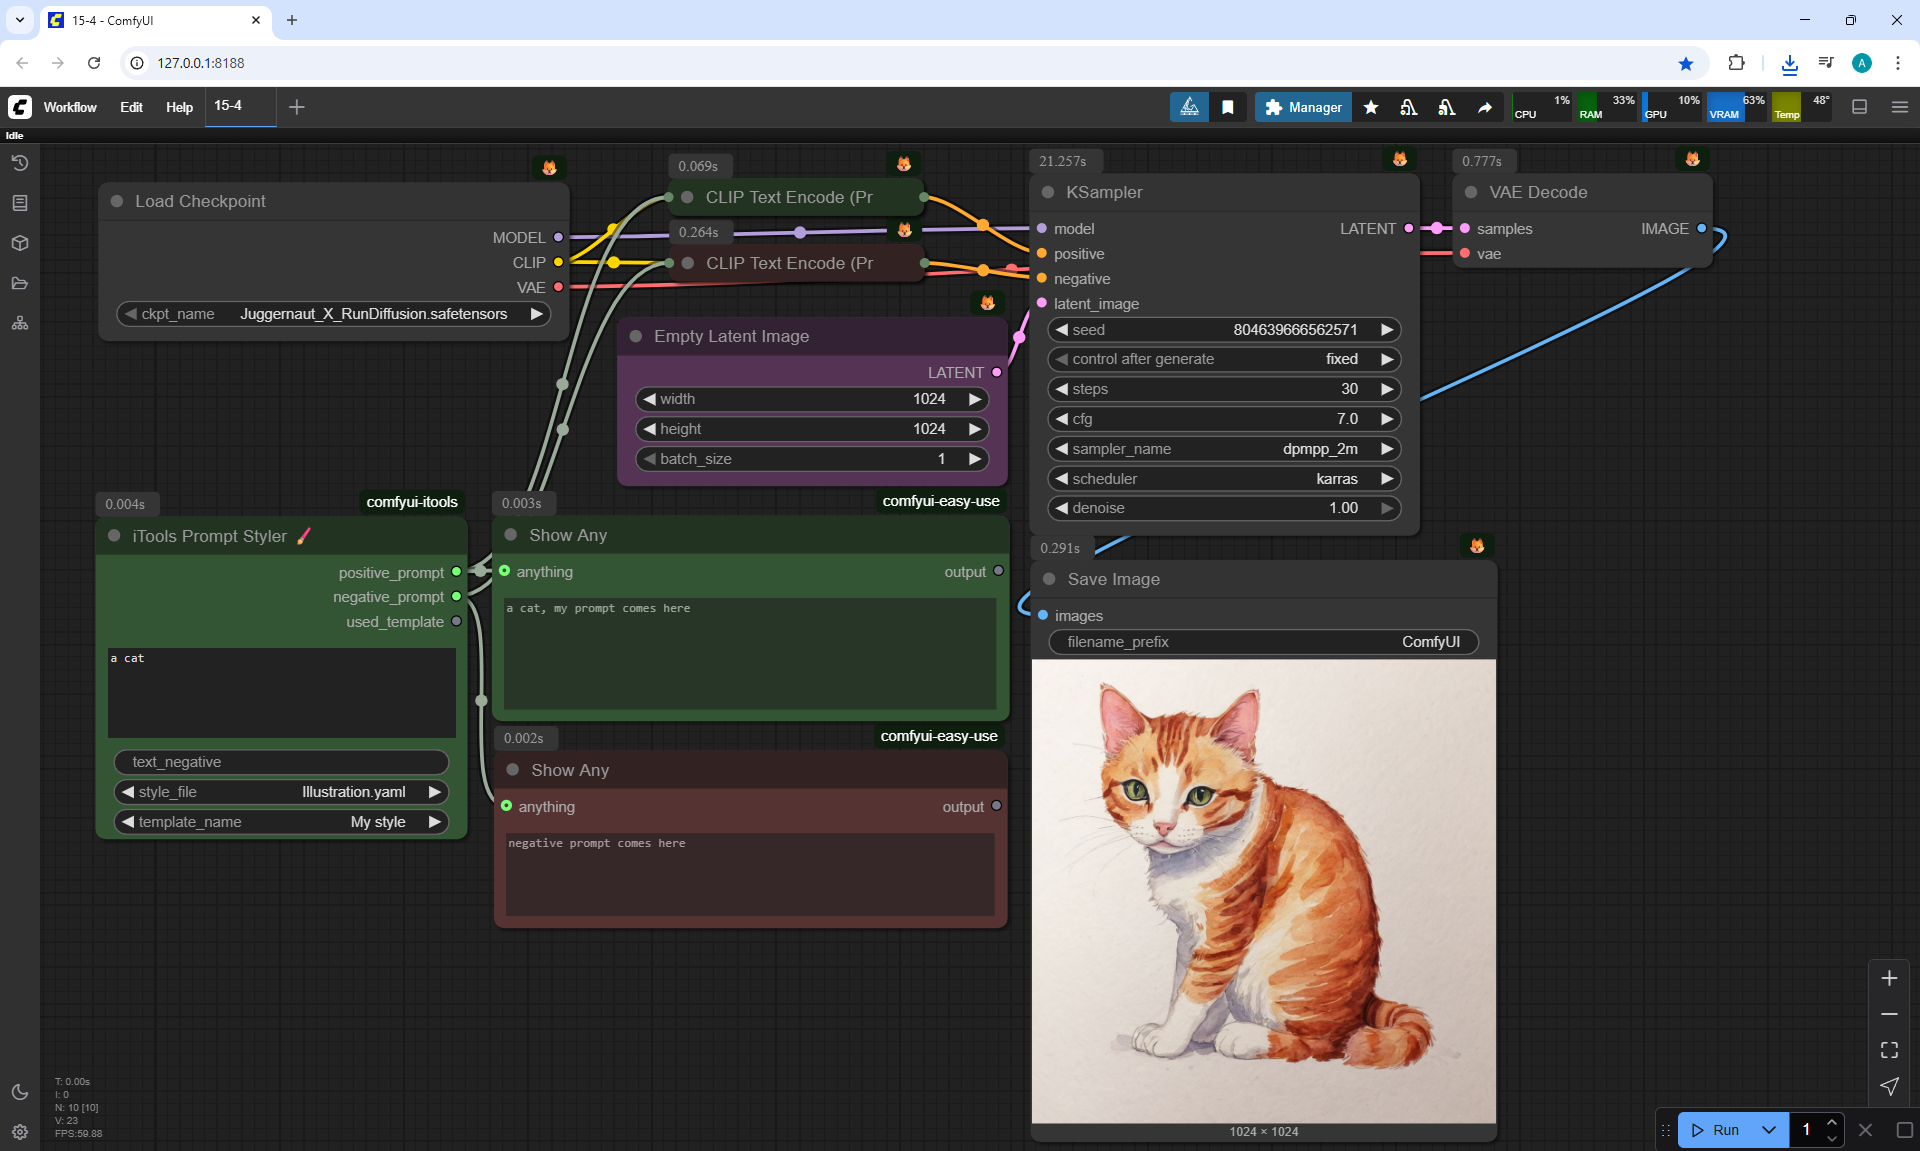 15-4 - ComfyUI
127.0.0.1:8188
A
Workflow
Edit
Help
15-4
Manager
CPU
1%
RAM
33%
GPU
10%
VRAM
63%
Temp
48°
Idle
Load Checkpoint
MODEL
CLIP
VAE
ckpt_name Juggernaut_X_RunDiffusion.safetensors
0.069s
CLIP Text Encode (Pr
0.264s
CLIP Text Encode (Pr
Empty Latent Image
LATENT
width 1024
height 1024
batch_size 1
21.257s
KSampler
model LATENT
positive
negative
latent_image
seed 804639666562571
control after generate fixed
steps 30
cfg 7.0
sampler_name dpmpp_2m
scheduler karras
denoise 1.00
0.777s
VAE Decode
samples IMAGE
vae
0.004s
comfyui-itools
iTools Prompt Styler
positive_prompt
negative_prompt
used_template
a cat
text_negative
style_file Illustration.yaml
template_name My style
0.003s
comfyui-easy-use
Show Any
anything output
a cat, my prompt comes here
0.002s
comfyui-easy-use
Show Any
anything output
negative prompt comes here
0.291s
Save Image
images
filename_prefix ComfyUI
1024 × 1024
T: 0.00s
I: 0
N: 10 [10]
V: 23
FPS:59.88
Run
1